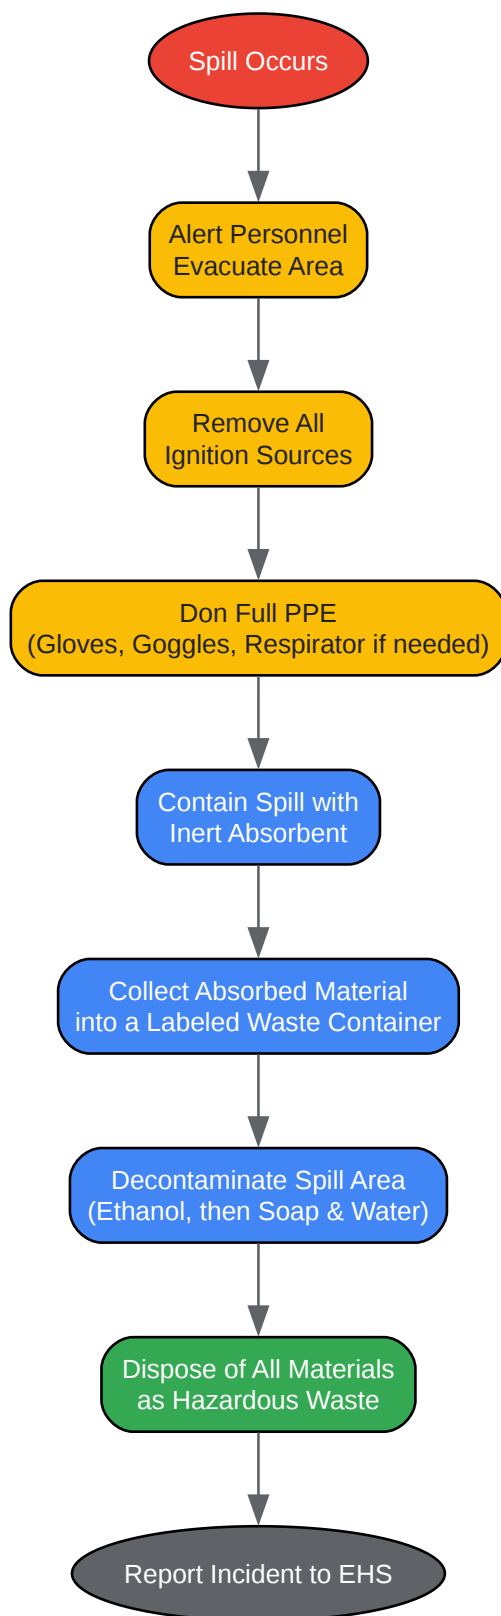 Spill Occurs
Alert Personnel
Evacuate Area
Remove All
Ignition Sources
Don Full PPE
(Gloves, Goggles, Respirator if needed)
Contain Spill with
Inert Absorbent
Collect Absorbed Material
into a Labeled Waste Container
Decontaminate Spill Area
(Ethanol, then Soap & Water)
Dispose of All Materials
as Hazardous Waste
Report Incident to EHS